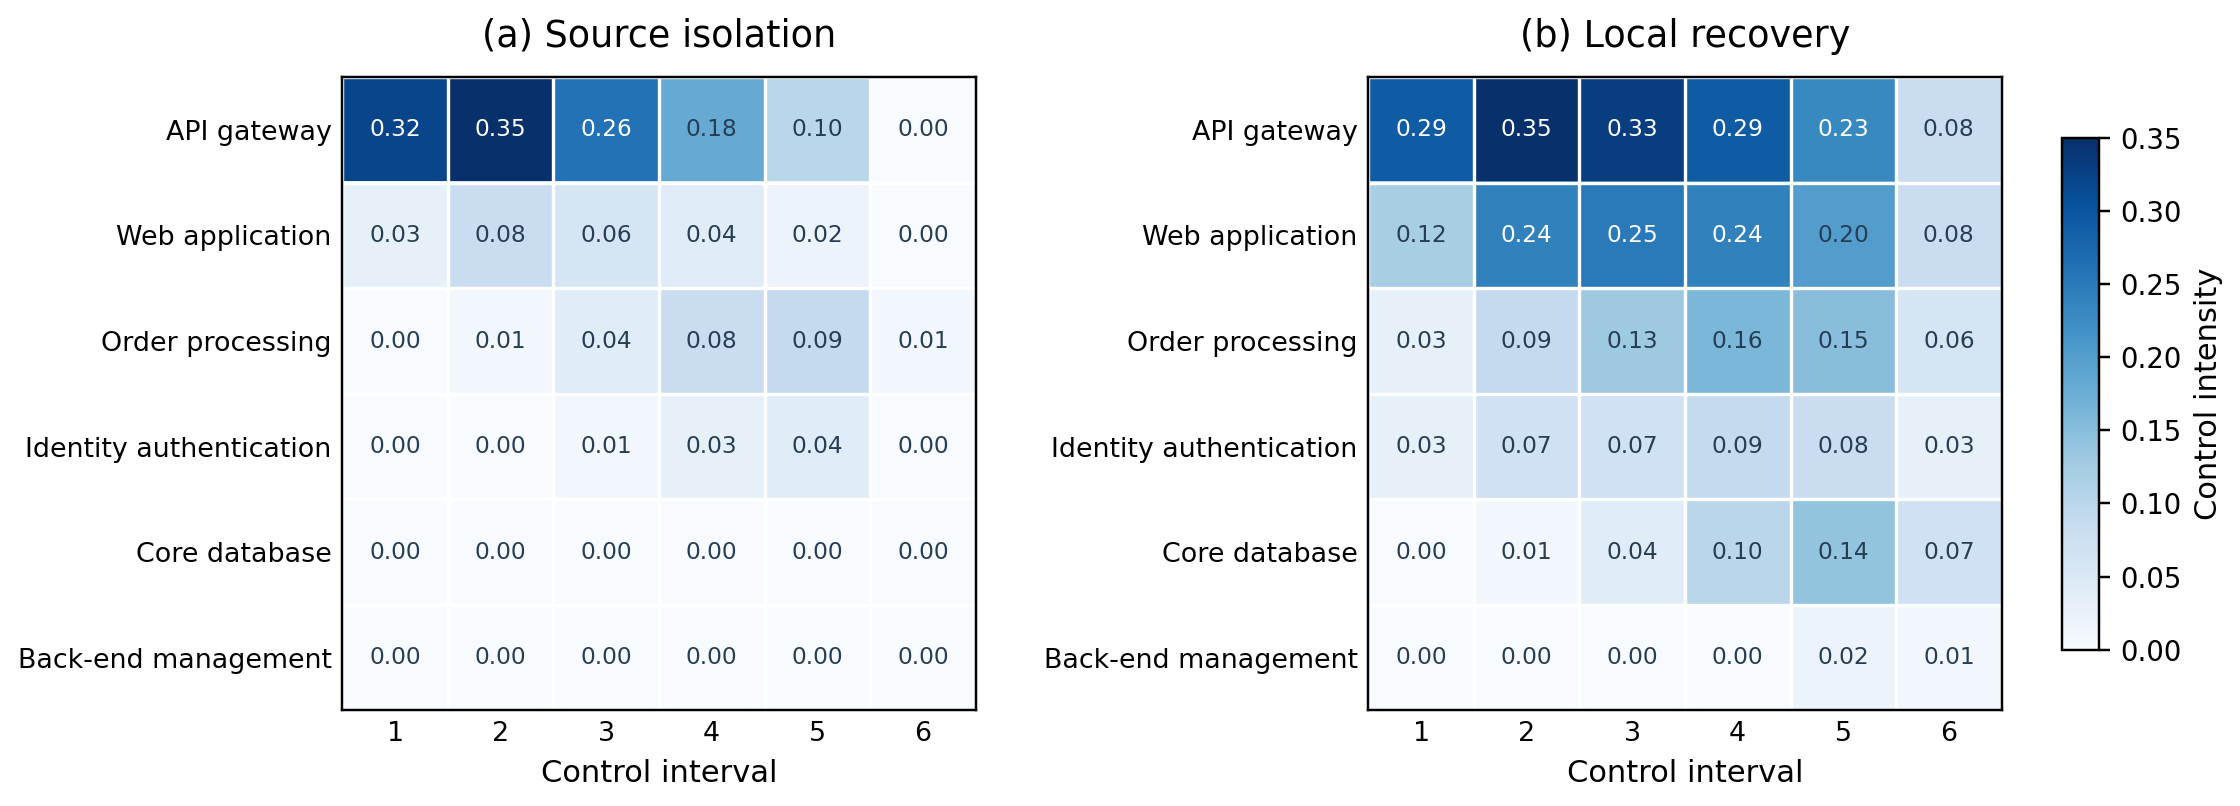 (a) Source isolation
API gateway 0.32 0.35 0.26 0.18 0.10 0.00
Web application 0.03 0.08 0.06 0.04 0.02 0.00
Order processing 0.00 0.01 0.04 0.08 0.09 0.01
Identity authentication 0.00 0.00 0.01 0.03 0.04 0.00
Core database 0.00 0.00 0.00 0.00 0.00 0.00
Back-end management 0.00 0.00 0.00 0.00 0.00 0.00
1 2 3 4 5 6
Control interval
(b) Local recovery
API gateway 0.29 0.35 0.33 0.29 0.23 0.08
Web application 0.12 0.24 0.25 0.24 0.20 0.08
Order processing 0.03 0.09 0.13 0.16 0.15 0.06
Identity authentication 0.03 0.07 0.07 0.09 0.08 0.03
Core database 0.00 0.01 0.04 0.10 0.14 0.07
Back-end management 0.00 0.00 0.00 0.00 0.02 0.01
1 2 3 4 5 6
Control interval
0.35
0.30
0.25
0.20
0.15
0.10
0.05
0.00
Control intensity